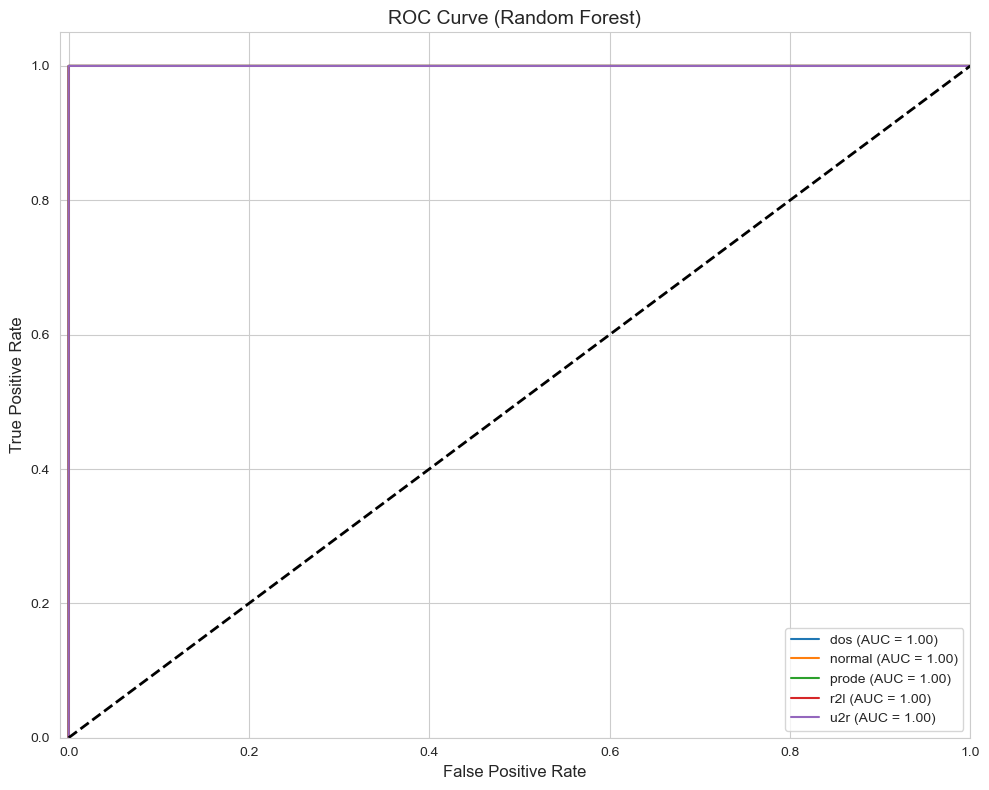 ROC Curve (Random Forest)
1.0
0.8
0.6
0.4
0.2
0.0
True Positive Rate
dos (AUC = 1.00)
normal (AUC = 1.00)
prode (AUC = 1.00)
r2l (AUC = 1.00)
u2r (AUC = 1.00)
0.0 0.2 0.4 0.6 0.8 1.0
False Positive Rate